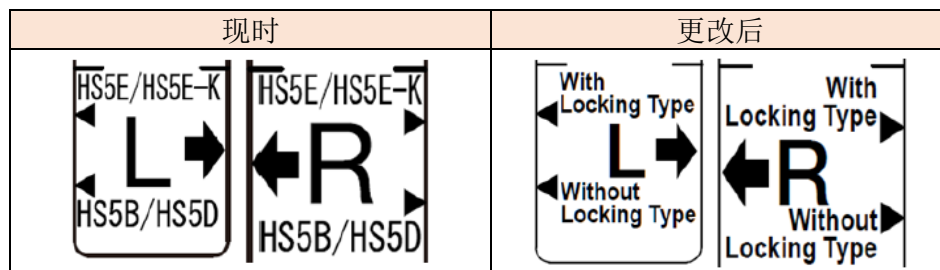 现时
更改后
HS5E/HS5E-K
L
HS5B/HS5D
HS5E/HS5E-K
R
HS5B/HS5D
With
Locking Type
L
Without
Locking Type
With
Locking Type
R
Without
Locking Type